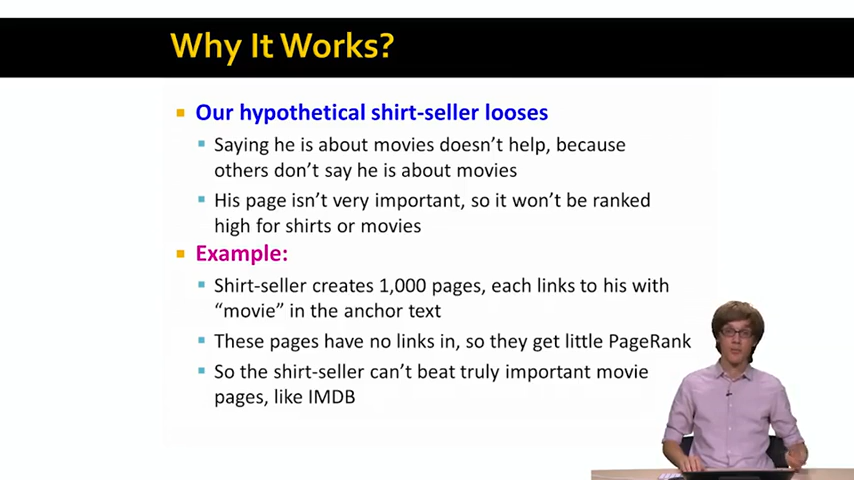 Why It Works?
Our hypothetical shirt-seller looses
Saying he is about movies doesn't help, because
others don't say he is about movies
His page isn't very important, so it won't be ranked
high for shirts or movies
Example:
Shirt-seller creates 1,000 pages, each links to his with
“movie” in the anchor text
These pages have no links in, so they get little PageRank
So the shirt-seller can't beat truly important movie
pages, like IMDB